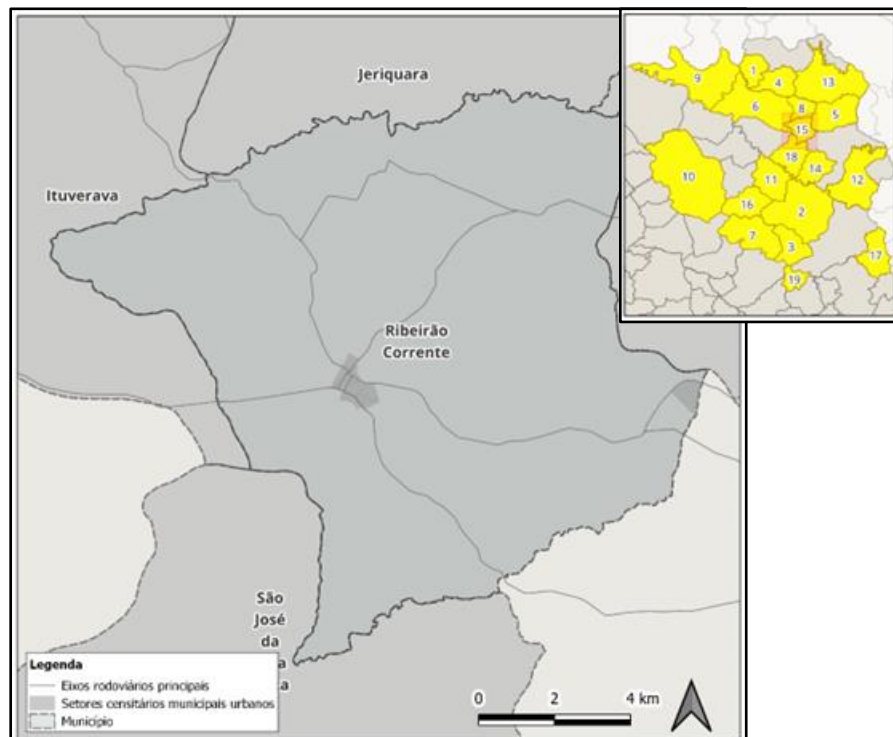 Jeriquara
Ituverava
Ribeirão
Corrente
São
José
da
a
a
Legenda
Eixos rodoviários principais
Setores censitários municipais urbanos
Município
0 2 4 km
9
1
4
13
6
8
5
15
10
18
14
12
11
16
2
7
3
17
19